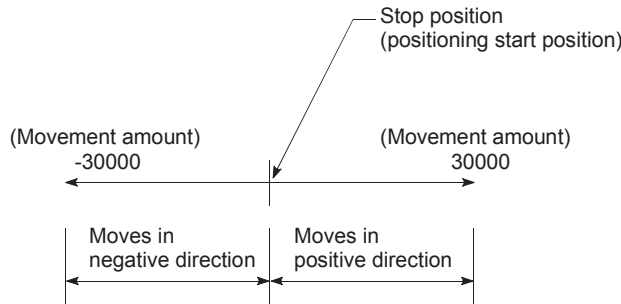 Stop position
(positioning start position)
(Movement amount)
-30000
(Movement amount)
30000
Moves in
negative direction
Moves in
positive direction